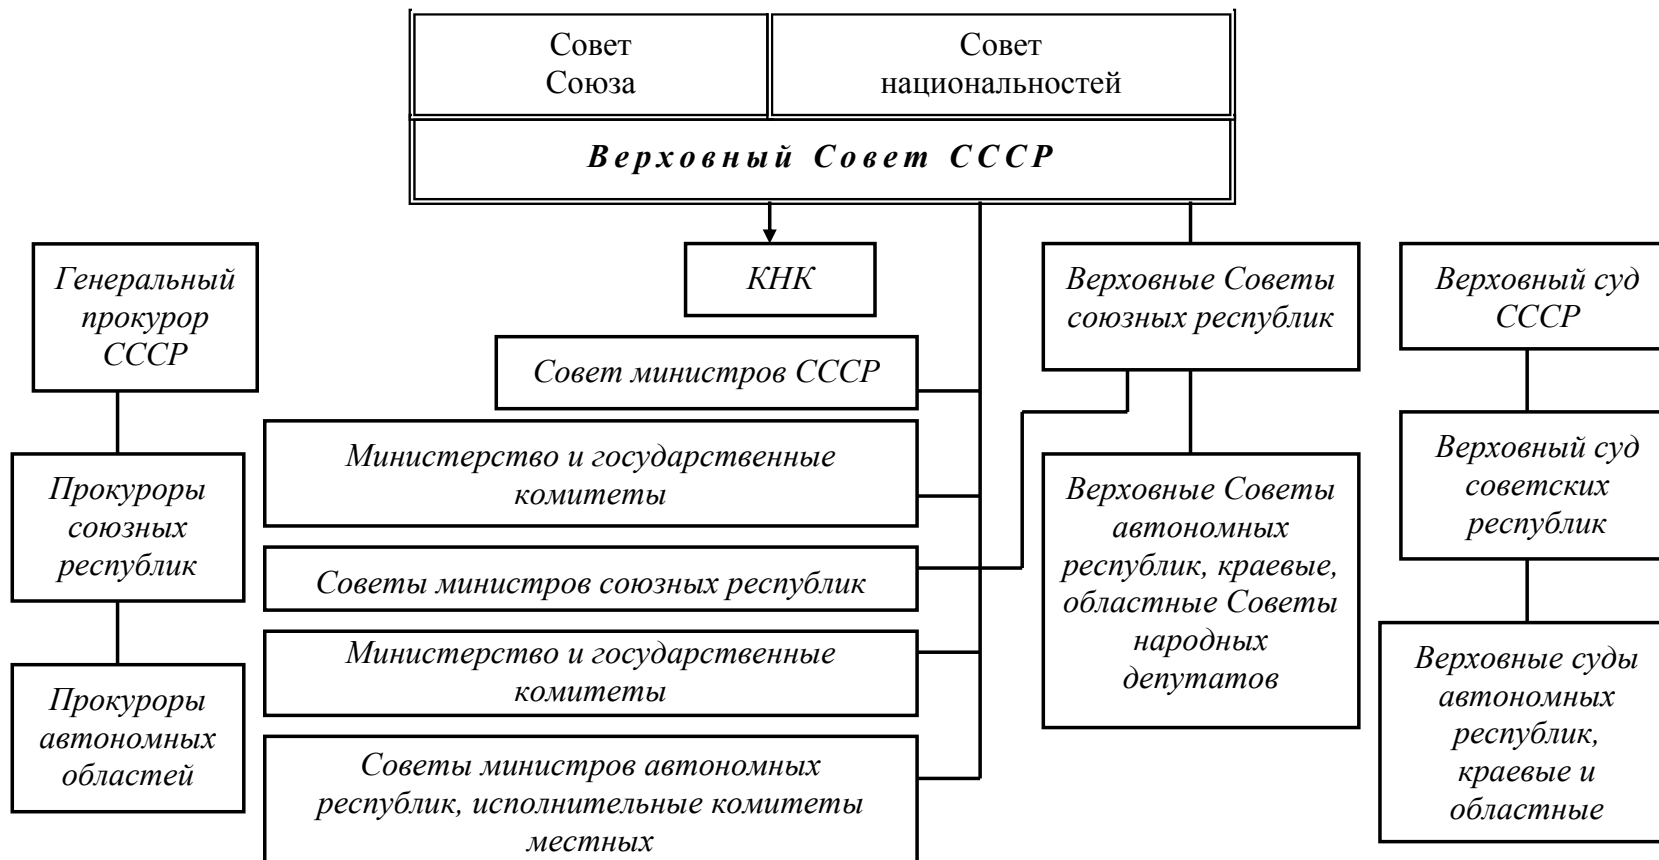 Совет
Союза
Совет
национальностей
Верховный Совет СССР
Генеральный
прокурор
СССР
КНК
Верховные Советы
союзных республик
Верховный суд
СССР
Совет министров СССР
Министерство и государственные
комитеты
Прокуроры
союзных
республик
Верховные Советы
автономных
республик, краевые,
областные Советы
народных
депутатов
Верховный суд
советских
республик
Советы министров союзных республик
Министерство и государственные
комитеты
Прокуроры
автономных
областей
Верховные суды
автономных
республик,
краевые и
областные
Советы министров автономных
республик, исполнительные комитеты
местных